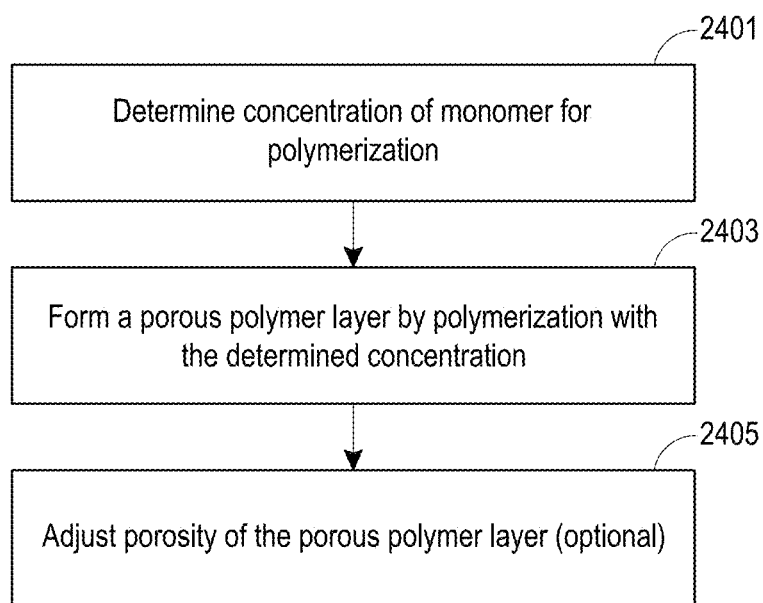 2401
Determine concentration of monomer for
polymerization
2403
Form a porous polymer layer by polymerization with
the determined concentration
2405
Adjust porosity of the porous polymer layer (optional)